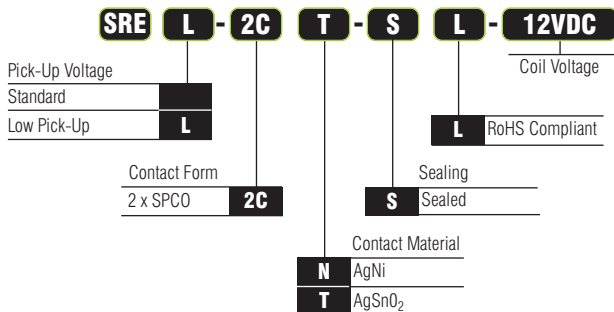 SRE L - 2C T - S L - 12VDC
Coil Voltage
Pick-Up Voltage
Standard
Low Pick-Up L
L RoHS Compliant
Contact Form
2 x SPCO 2C
Sealing
S Sealed
Contact Material
N AgNi
T AgSnO₂